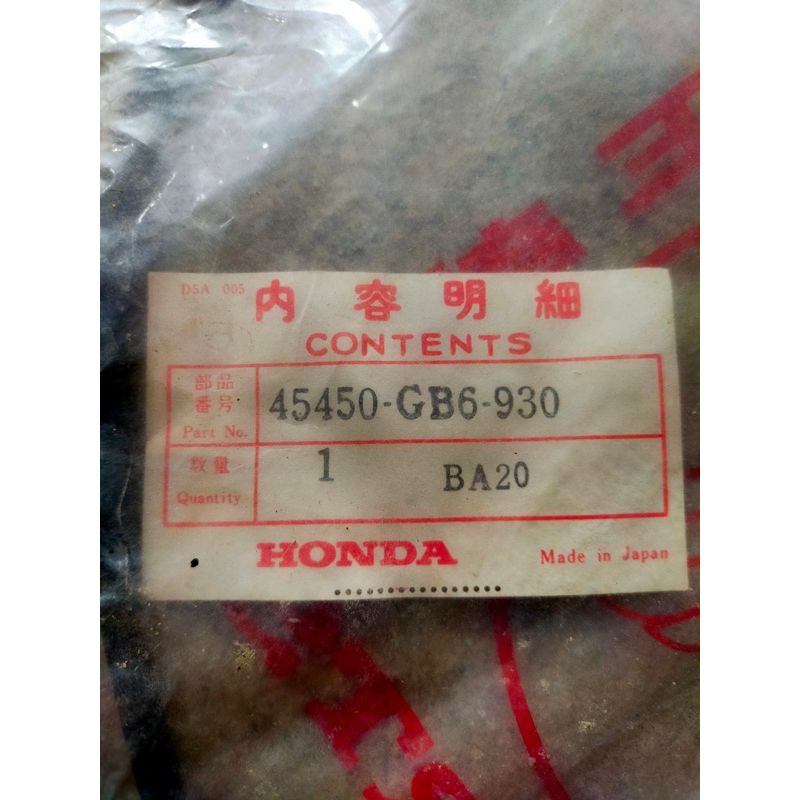 D5A 005
内容明細
CONTENTS
部品
番号
Part No.
45450-GB6-930
数量
Quantity
1 BA20
HONDA
Made in Japan